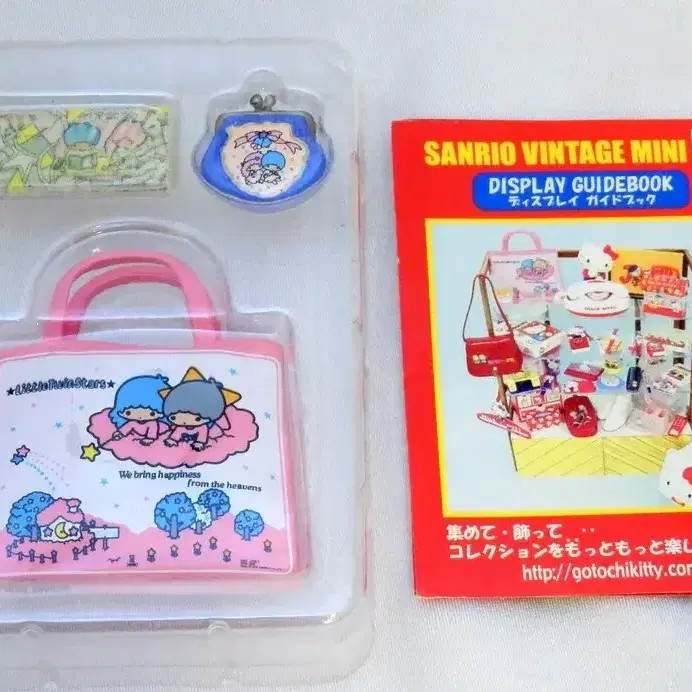 ★LittleTwinStars★
We bring happiness
from the heavens
SANRIO VINTAGE MINI
DISPLAY GUIDEBOOK
ディスプレイ ガイドブック
集めて・飾って・・・
コレクションをもっともっと楽し
http://gotochikitty.com